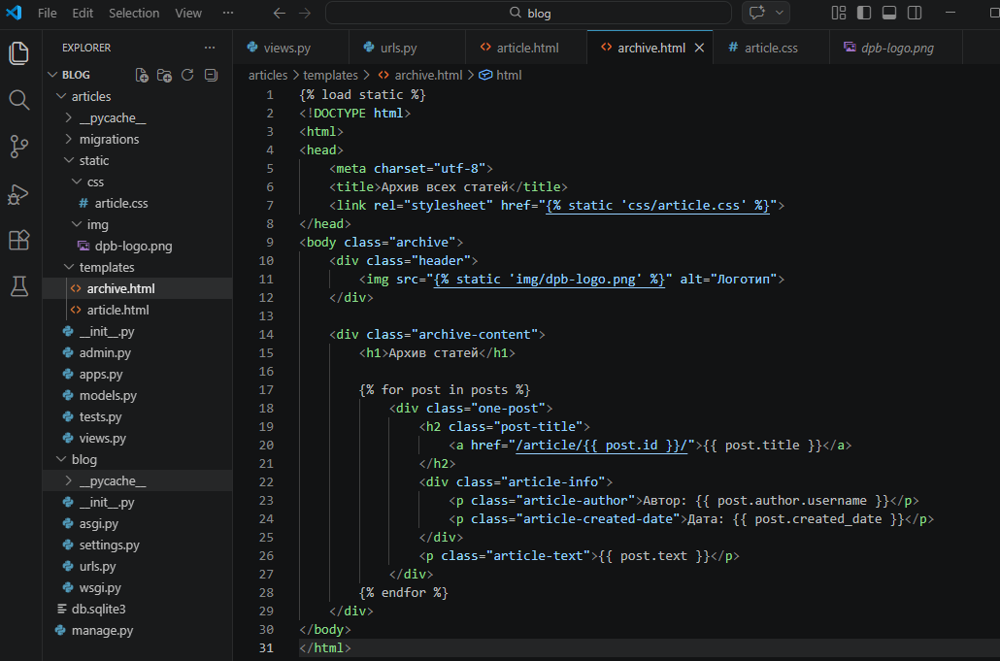 File Edit Selection View ··· blog
EXPLORER ···
views.py urls.py article.html archive.html article.css dpb-logo.png
BLOG
articles > templates > archive.html > html
articles
__pycache__
migrations
static
css
article.css
img
dpb-logo.png
templates
archive.html
article.html
__init__.py
admin.py
apps.py
models.py
tests.py
views.py
blog
__pycache__
__init__.py
asgi.py
settings.py
urls.py
wsgi.py
db.sqlite3
manage.py
1 {% load static %}
2 <!DOCTYPE html>
3 <html>
4 <head>
5 <meta charset="utf-8">
6 <title>Архив всех статей</title>
7 <link rel="stylesheet" href="{% static 'css/article.css' %}">
8 </head>
9 <body class="archive">
10 <div class="header">
11 <img src="{% static 'img/dpb-logo.png' %}" alt="Логотип">
12 </div>
13
14 <div class="archive-content">
15 <h1>Архив статей</h1>
16
17 {% for post in posts %}
18 <div class="one-post">
19 <h2 class="post-title">
20 <a href="/article/{{ post.id }}/">{{ post.title }}</a>
21 </h2>
22 <div class="article-info">
23 <p class="article-author">Автор: {{ post.author.username }}</p>
24 <p class="article-created-date">Дата: {{ post.created_date }}</p>
25 </div>
26 <p class="article-text">{{ post.text }}</p>
27 </div>
28 {% endfor %}
29 </div>
30 </body>
31 </html>